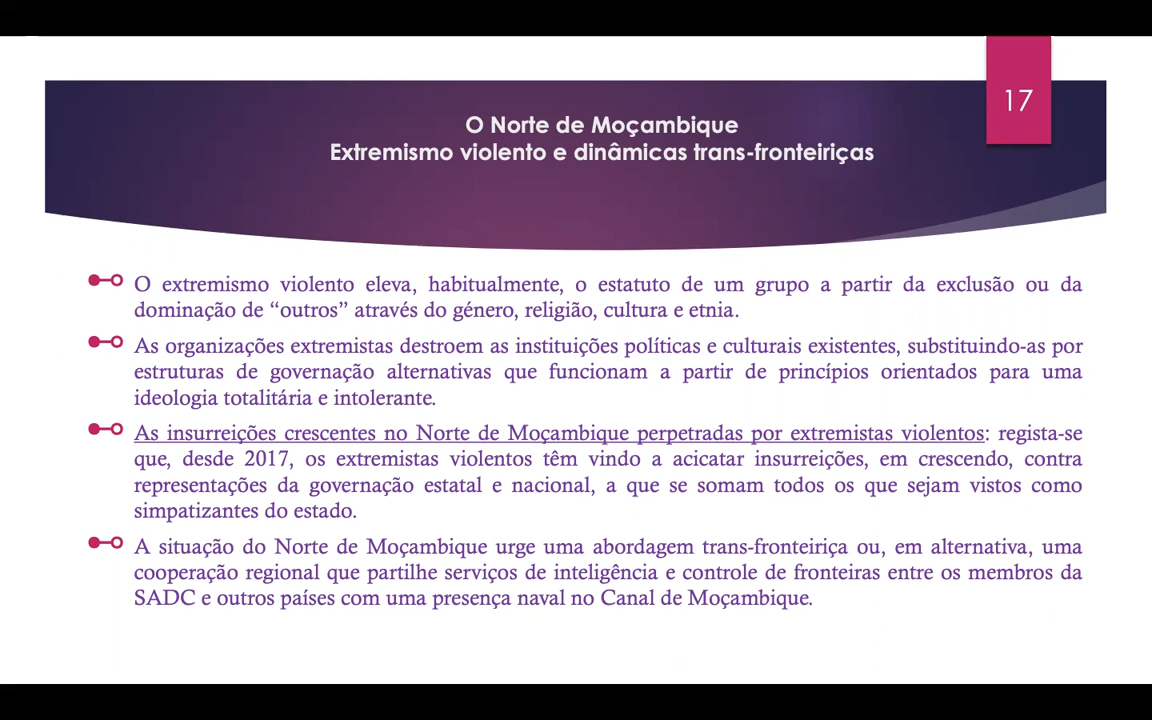 17
O Norte de Moçambique
Extremismo violento e dinâmicas trans-fronteiriças
O extremismo violento eleva, habitualmente, o estatuto de um grupo a partir da exclusão ou da
dominação de “outros” através do género, religião, cultura e etnia.
As organizações extremistas destroem as instituições políticas e culturais existentes, substituindo-as por
estruturas de governação alternativas que funcionam a partir de princípios orientados para uma
ideologia totalitária e intolerante.
As insurreições crescentes no Norte de Moçambique perpetradas por extremistas violentos: regista-se
que, desde 2017, os extremistas violentos têm vindo a acicatar insurreições, em crescendo, contra
representações da governação estatal e nacional, a que se somam todos os que sejam vistos como
simpatizantes do estado.
A situação do Norte de Moçambique urge uma abordagem trans-fronteiriça ou, em alternativa, uma
cooperação regional que partilhe serviços de inteligência e controle de fronteiras entre os membros da
SADC e outros países com uma presença naval no Canal de Moçambique.